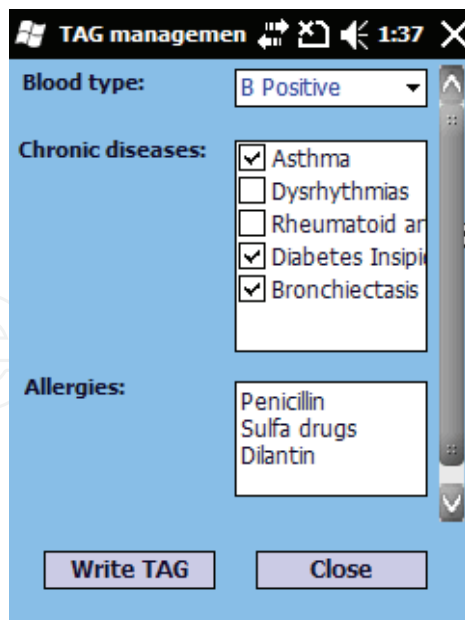 TAG managemen 1:37
Blood type: B Positive
Chronic diseases: Asthma
Dysrhythmias
Rheumatoid ar
Diabetes Insipi
Bronchiectasis
Allergies:
Penicillin
Sulfa drugs
Dilantin
Write TAG Close